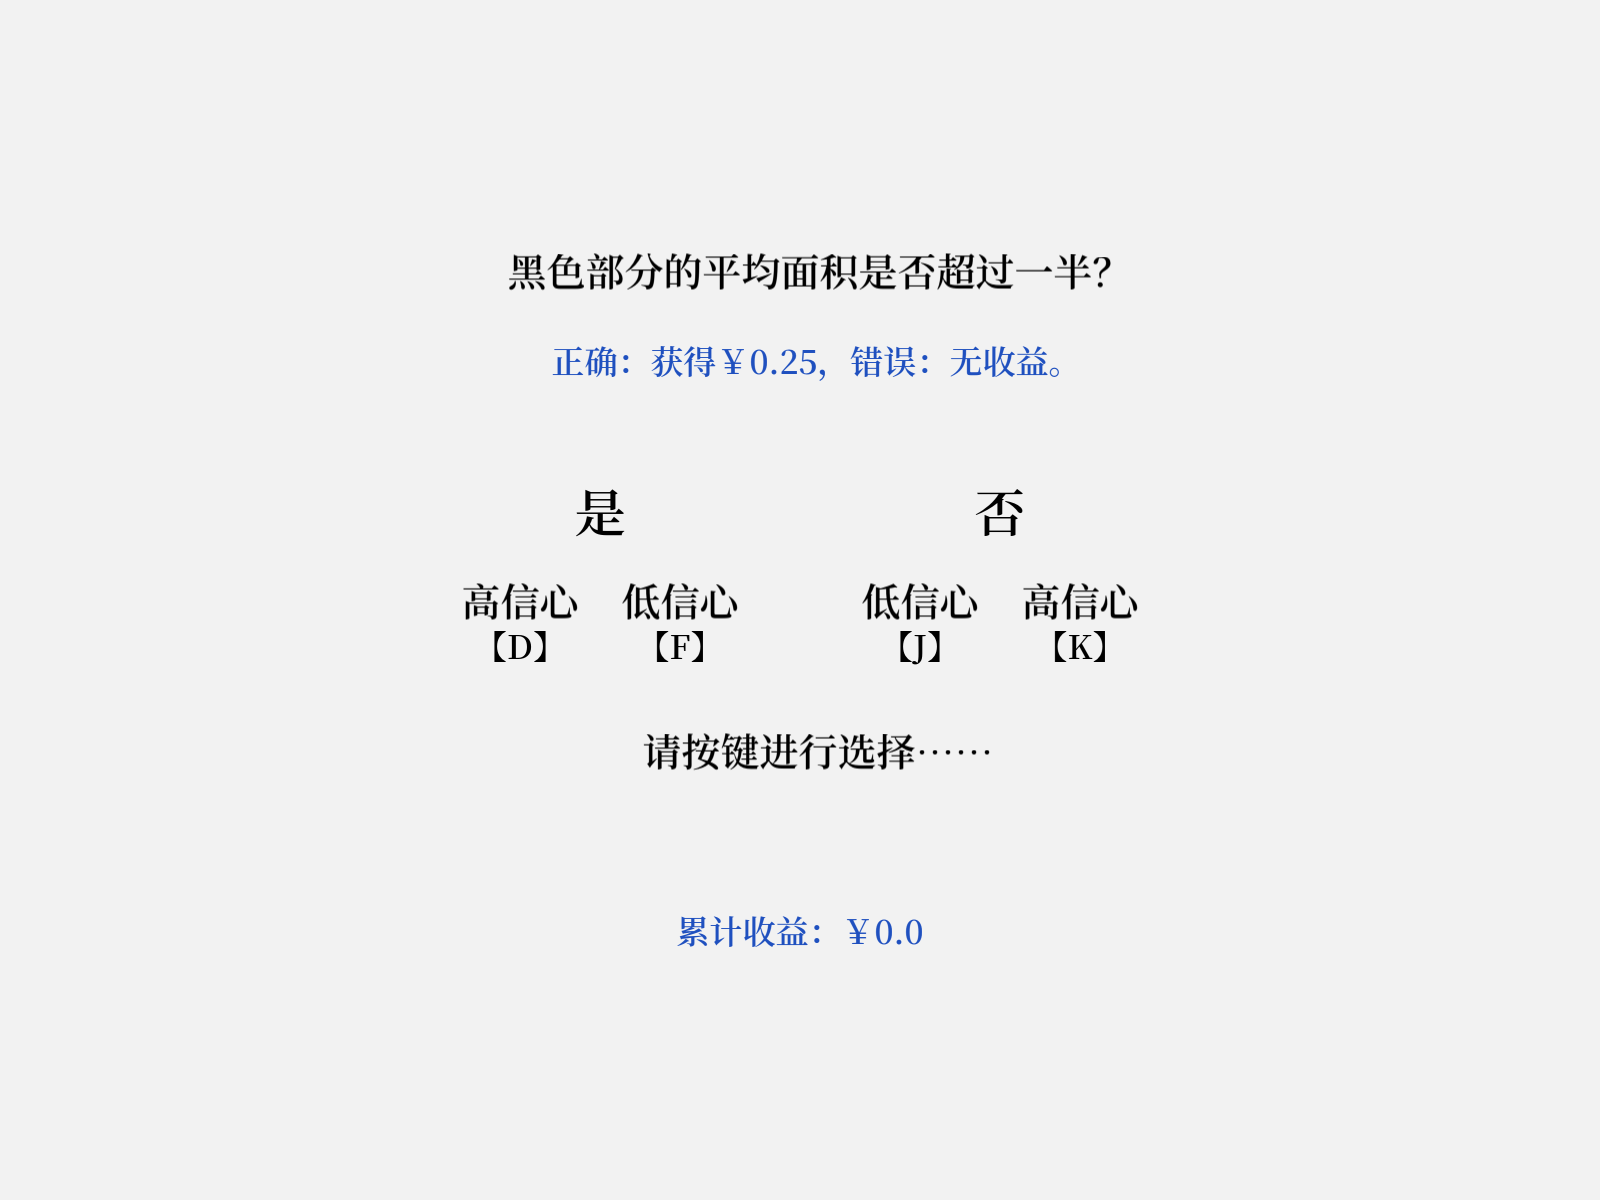 黑色部分的平均面积是否超过一半？
正确：获得￥0.25，错误：无收益。
是 否
高信心 低信心 低信心 高信心
【D】 【F】 【J】 【K】
请按键进行选择……
累计收益：￥0.0